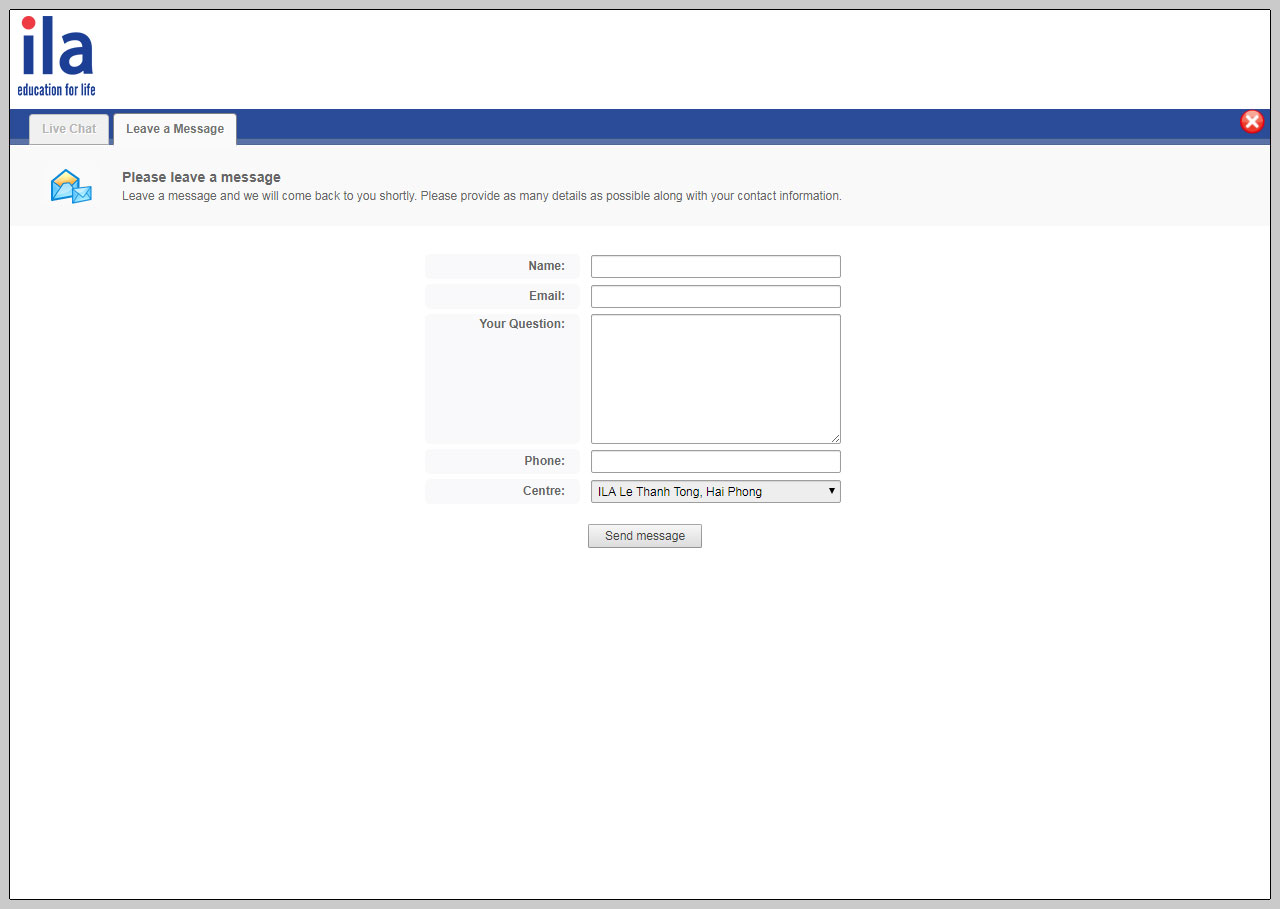 ila
education for life
Live Chat
Leave a Message
Please leave a message
Leave a message and we will come back to you shortly. Please provide as many details as possible along with your contact information.
Name:
Email:
Your Question:
Phone:
Centre:
ILA Le Thanh Tong, Hai Phong
Send message